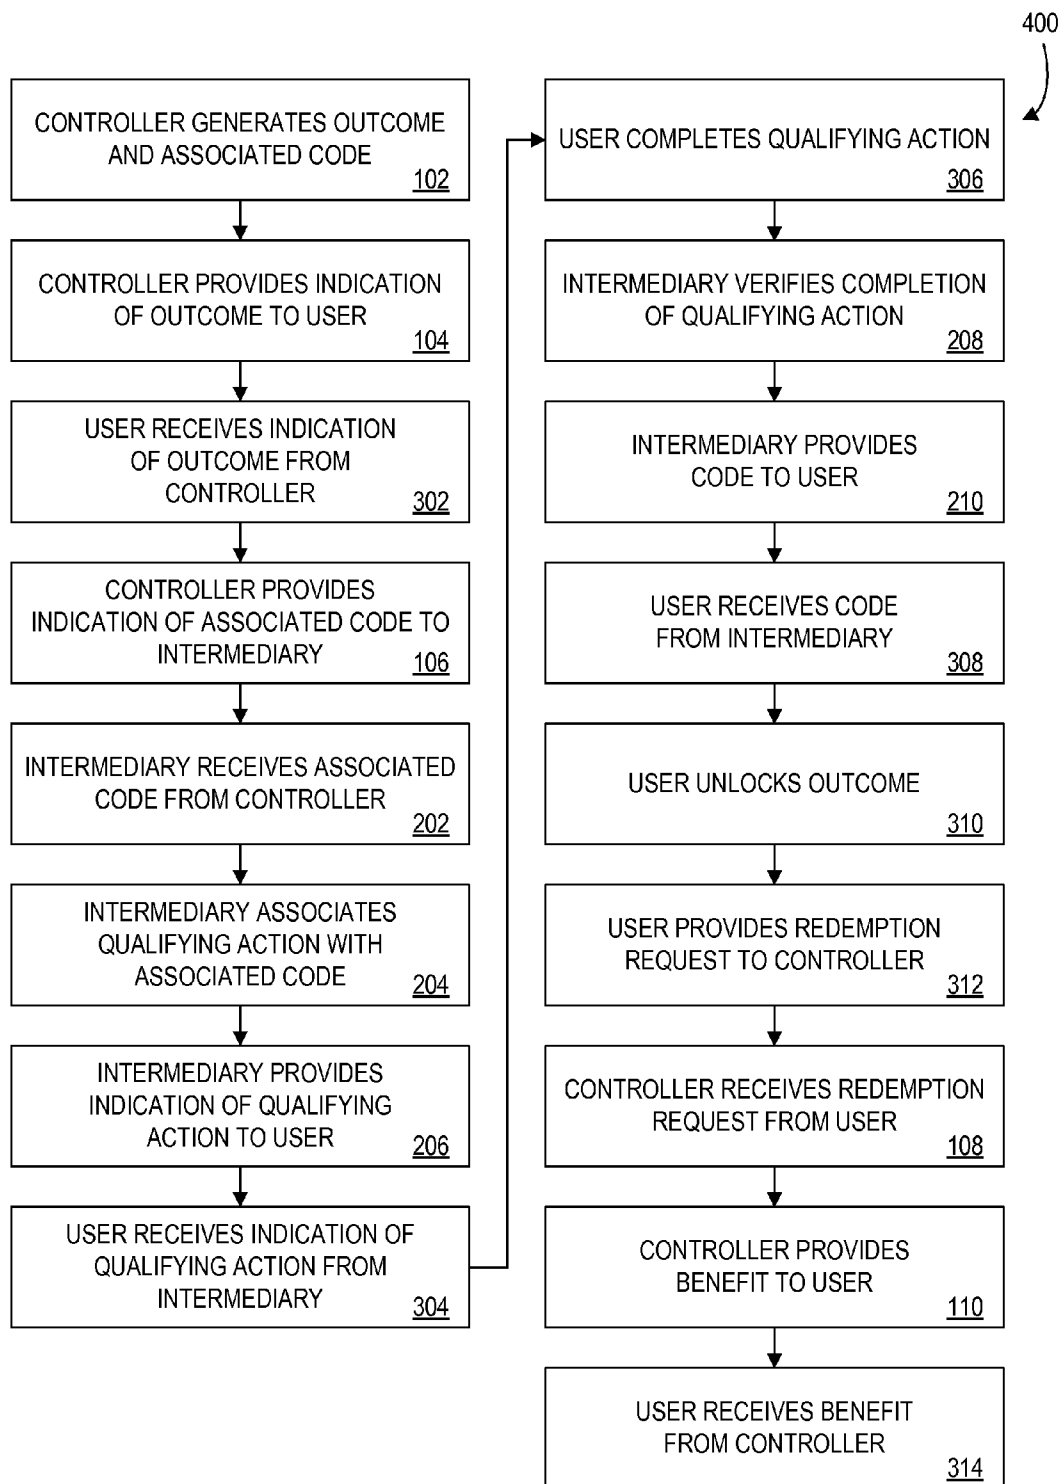 400
CONTROLLER GENERATES OUTCOME
AND ASSOCIATED CODE
102
CONTROLLER PROVIDES INDICATION
OF OUTCOME TO USER
104
USER RECEIVES INDICATION
OF OUTCOME FROM
CONTROLLER
302
CONTROLLER PROVIDES
INDICATION OF ASSOCIATED CODE TO
INTERMEDIARY
106
INTERMEDIARY RECEIVES ASSOCIATED
CODE FROM CONTROLLER
202
INTERMEDIARY ASSOCIATES
QUALIFYING ACTION WITH
ASSOCIATED CODE
204
INTERMEDIARY PROVIDES
INDICATION OF QUALIFYING
ACTION TO USER
206
USER RECEIVES INDICATION OF
QUALIFYING ACTION FROM
INTERMEDIARY
304
USER COMPLETES QUALIFYING ACTION
306
INTERMEDIARY VERIFIES COMPLETION
OF QUALIFYING ACTION
208
INTERMEDIARY PROVIDES
CODE TO USER
210
USER RECEIVES CODE
FROM INTERMEDIARY
308
USER UNLOCKS OUTCOME
310
USER PROVIDES REDEMPTION
REQUEST TO CONTROLLER
312
CONTROLLER RECEIVES REDEMPTION
REQUEST FROM USER
108
CONTROLLER PROVIDES
BENEFIT TO USER
110
USER RECEIVES BENEFIT
FROM CONTROLLER
314